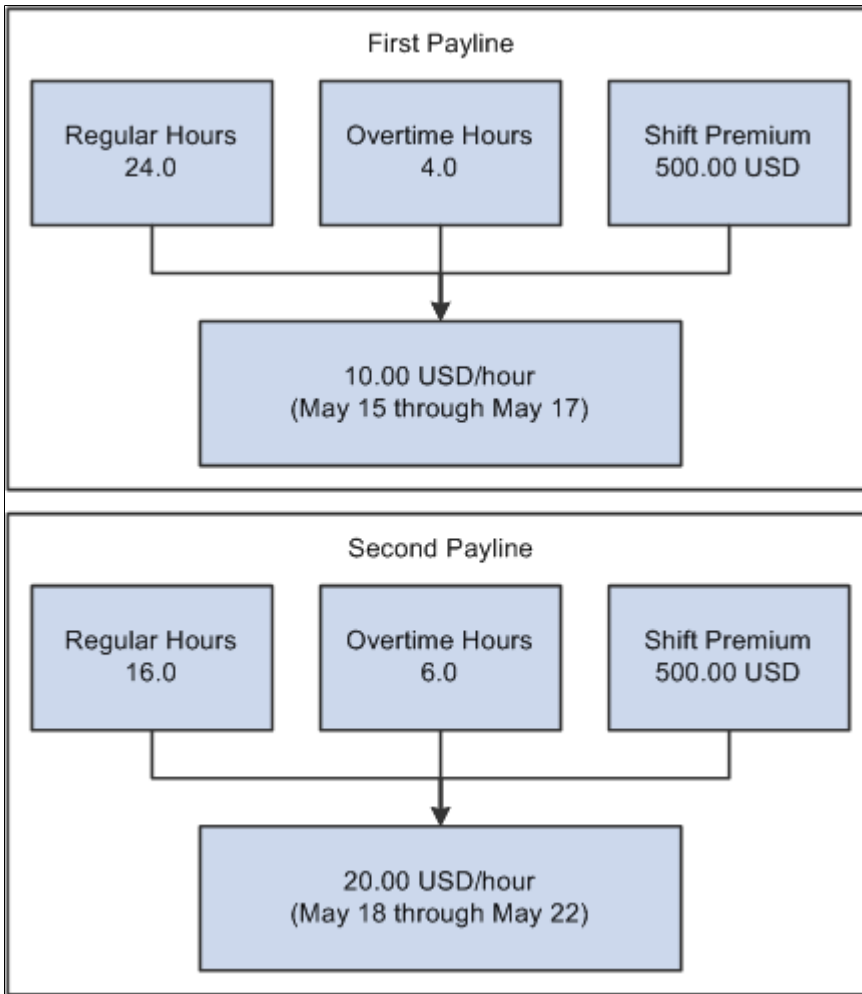 First Payline
Regular Hours
24.0
Overtime Hours
4.0
Shift Premium
500.00 USD
10.00 USD/hour
(May 15 through May 17)
Second Payline
Regular Hours
16.0
Overtime Hours
6.0
Shift Premium
500.00 USD
20.00 USD/hour
(May 18 through May 22)